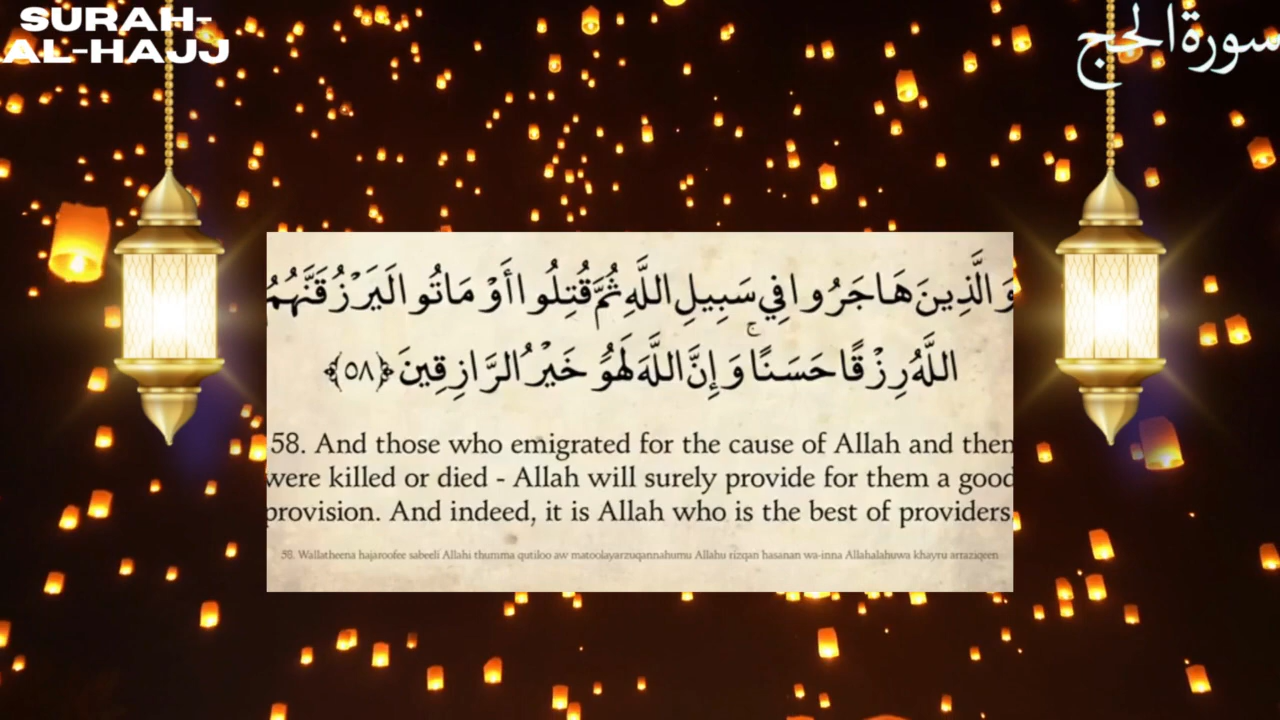 SURAH-
AL-HAJJ
سورة الحج
وَالَّذِينَ هَاجَرُوا فِي سَبِيلِ اللَّهِ ثُمَّ قُتِلُوا أَوْ مَاتُوا لَيَرْزُقَنَّهُمُ
اللَّهُ رِزْقًا حَسَنًا ۚ وَإِنَّ اللَّهَ لَهُوَ خَيْرُ الرَّازِقِينَ ﴿٥٨﴾
58. And those who emigrated for the cause of Allah and then
were killed or died - Allah will surely provide for them a good
provision. And indeed, it is Allah who is the best of providers.
58. Wallatheena hajaroofee sabeeli Allahi thumma qutiloo aw matoolayarzuqannahumu Allahu rizqan hasanan wa-inna Allahalahuwa khayru arraziqeen